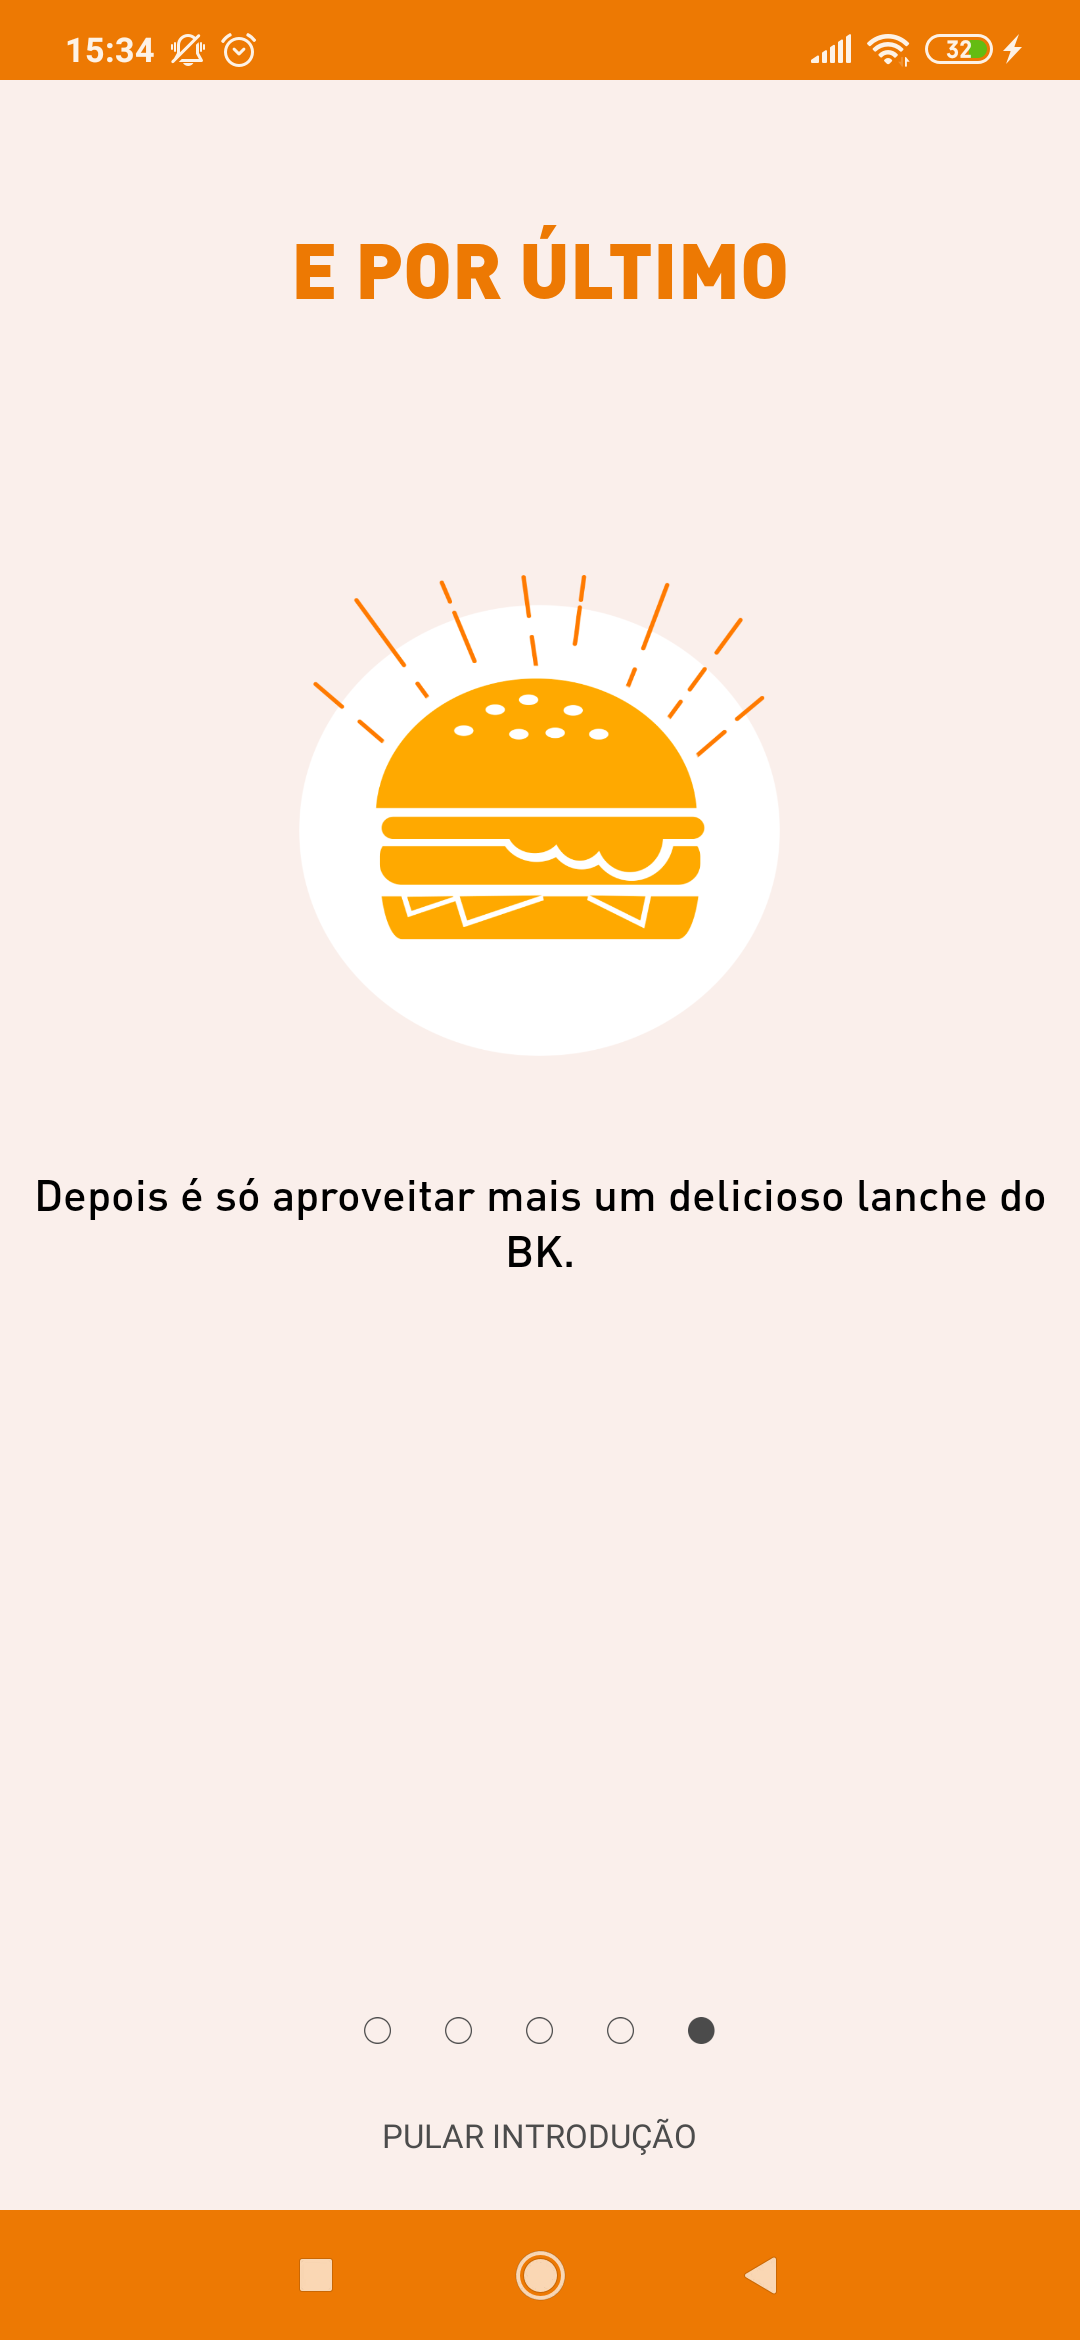 15:34
32
E POR ÚLTIMO
Depois é só aproveitar mais um delicioso lanche do
BK.
PULAR INTRODUÇÃO